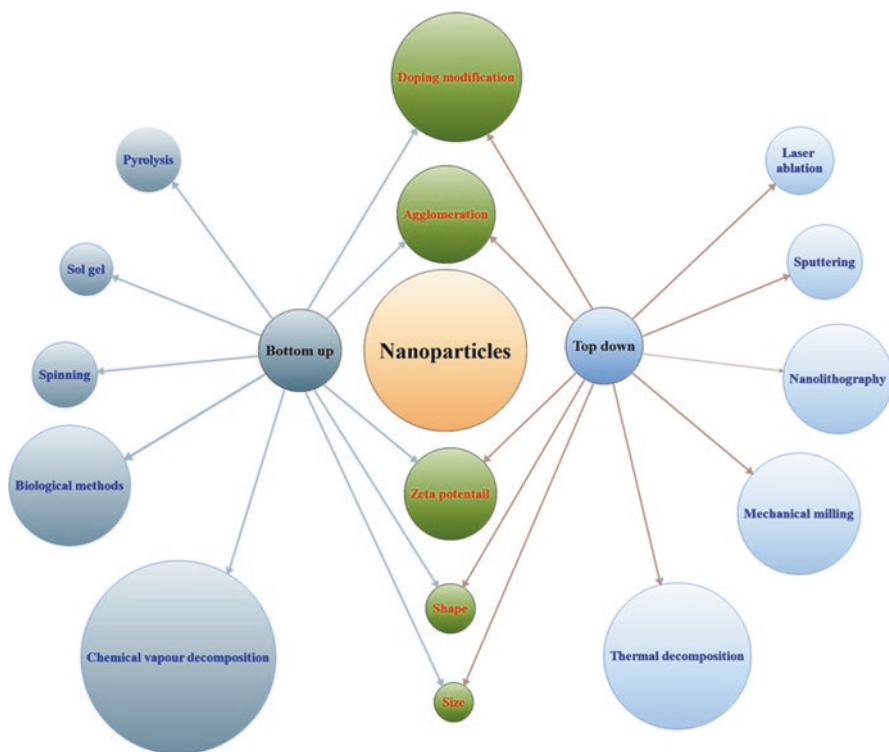 Doping modification
Pyrolysis
Laser
ablation
Agglomeration
Sol gel
Sputtering
Bottom up
Nanoparticles
Top down
Spinning
Nanolithography
Biological methods
Zeta potentail
Mechanical milling
Shape
Chemical vapour decomposition
Thermal decomposition
Size